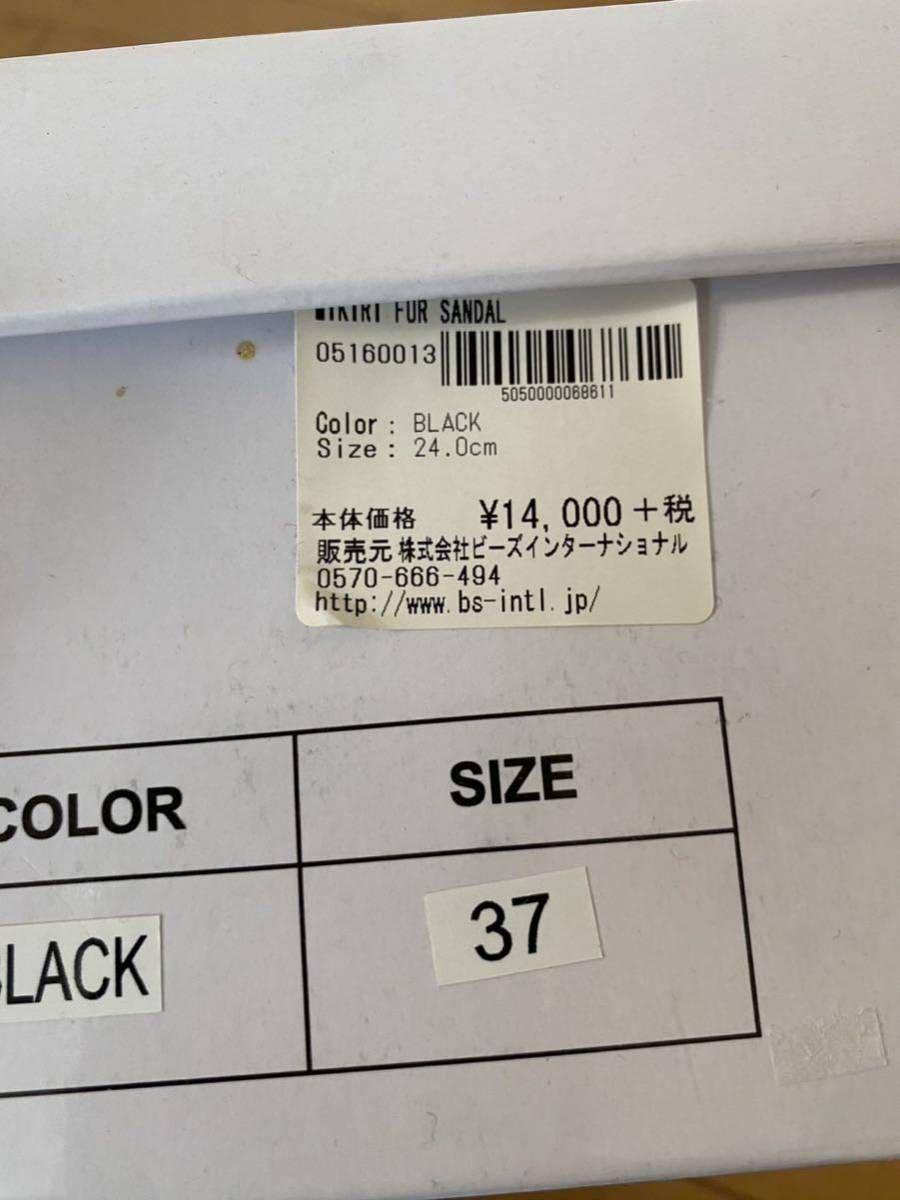 FUR SANDAL
05160013
5050000068611
Color: BLACK
Size: 24.0cm
本体価格 ¥14,000+税
販売元 株式会社ビーズインターナショナル
0570-666-494
http://www.bs-intl.jp/
COLOR SIZE
BLACK 37